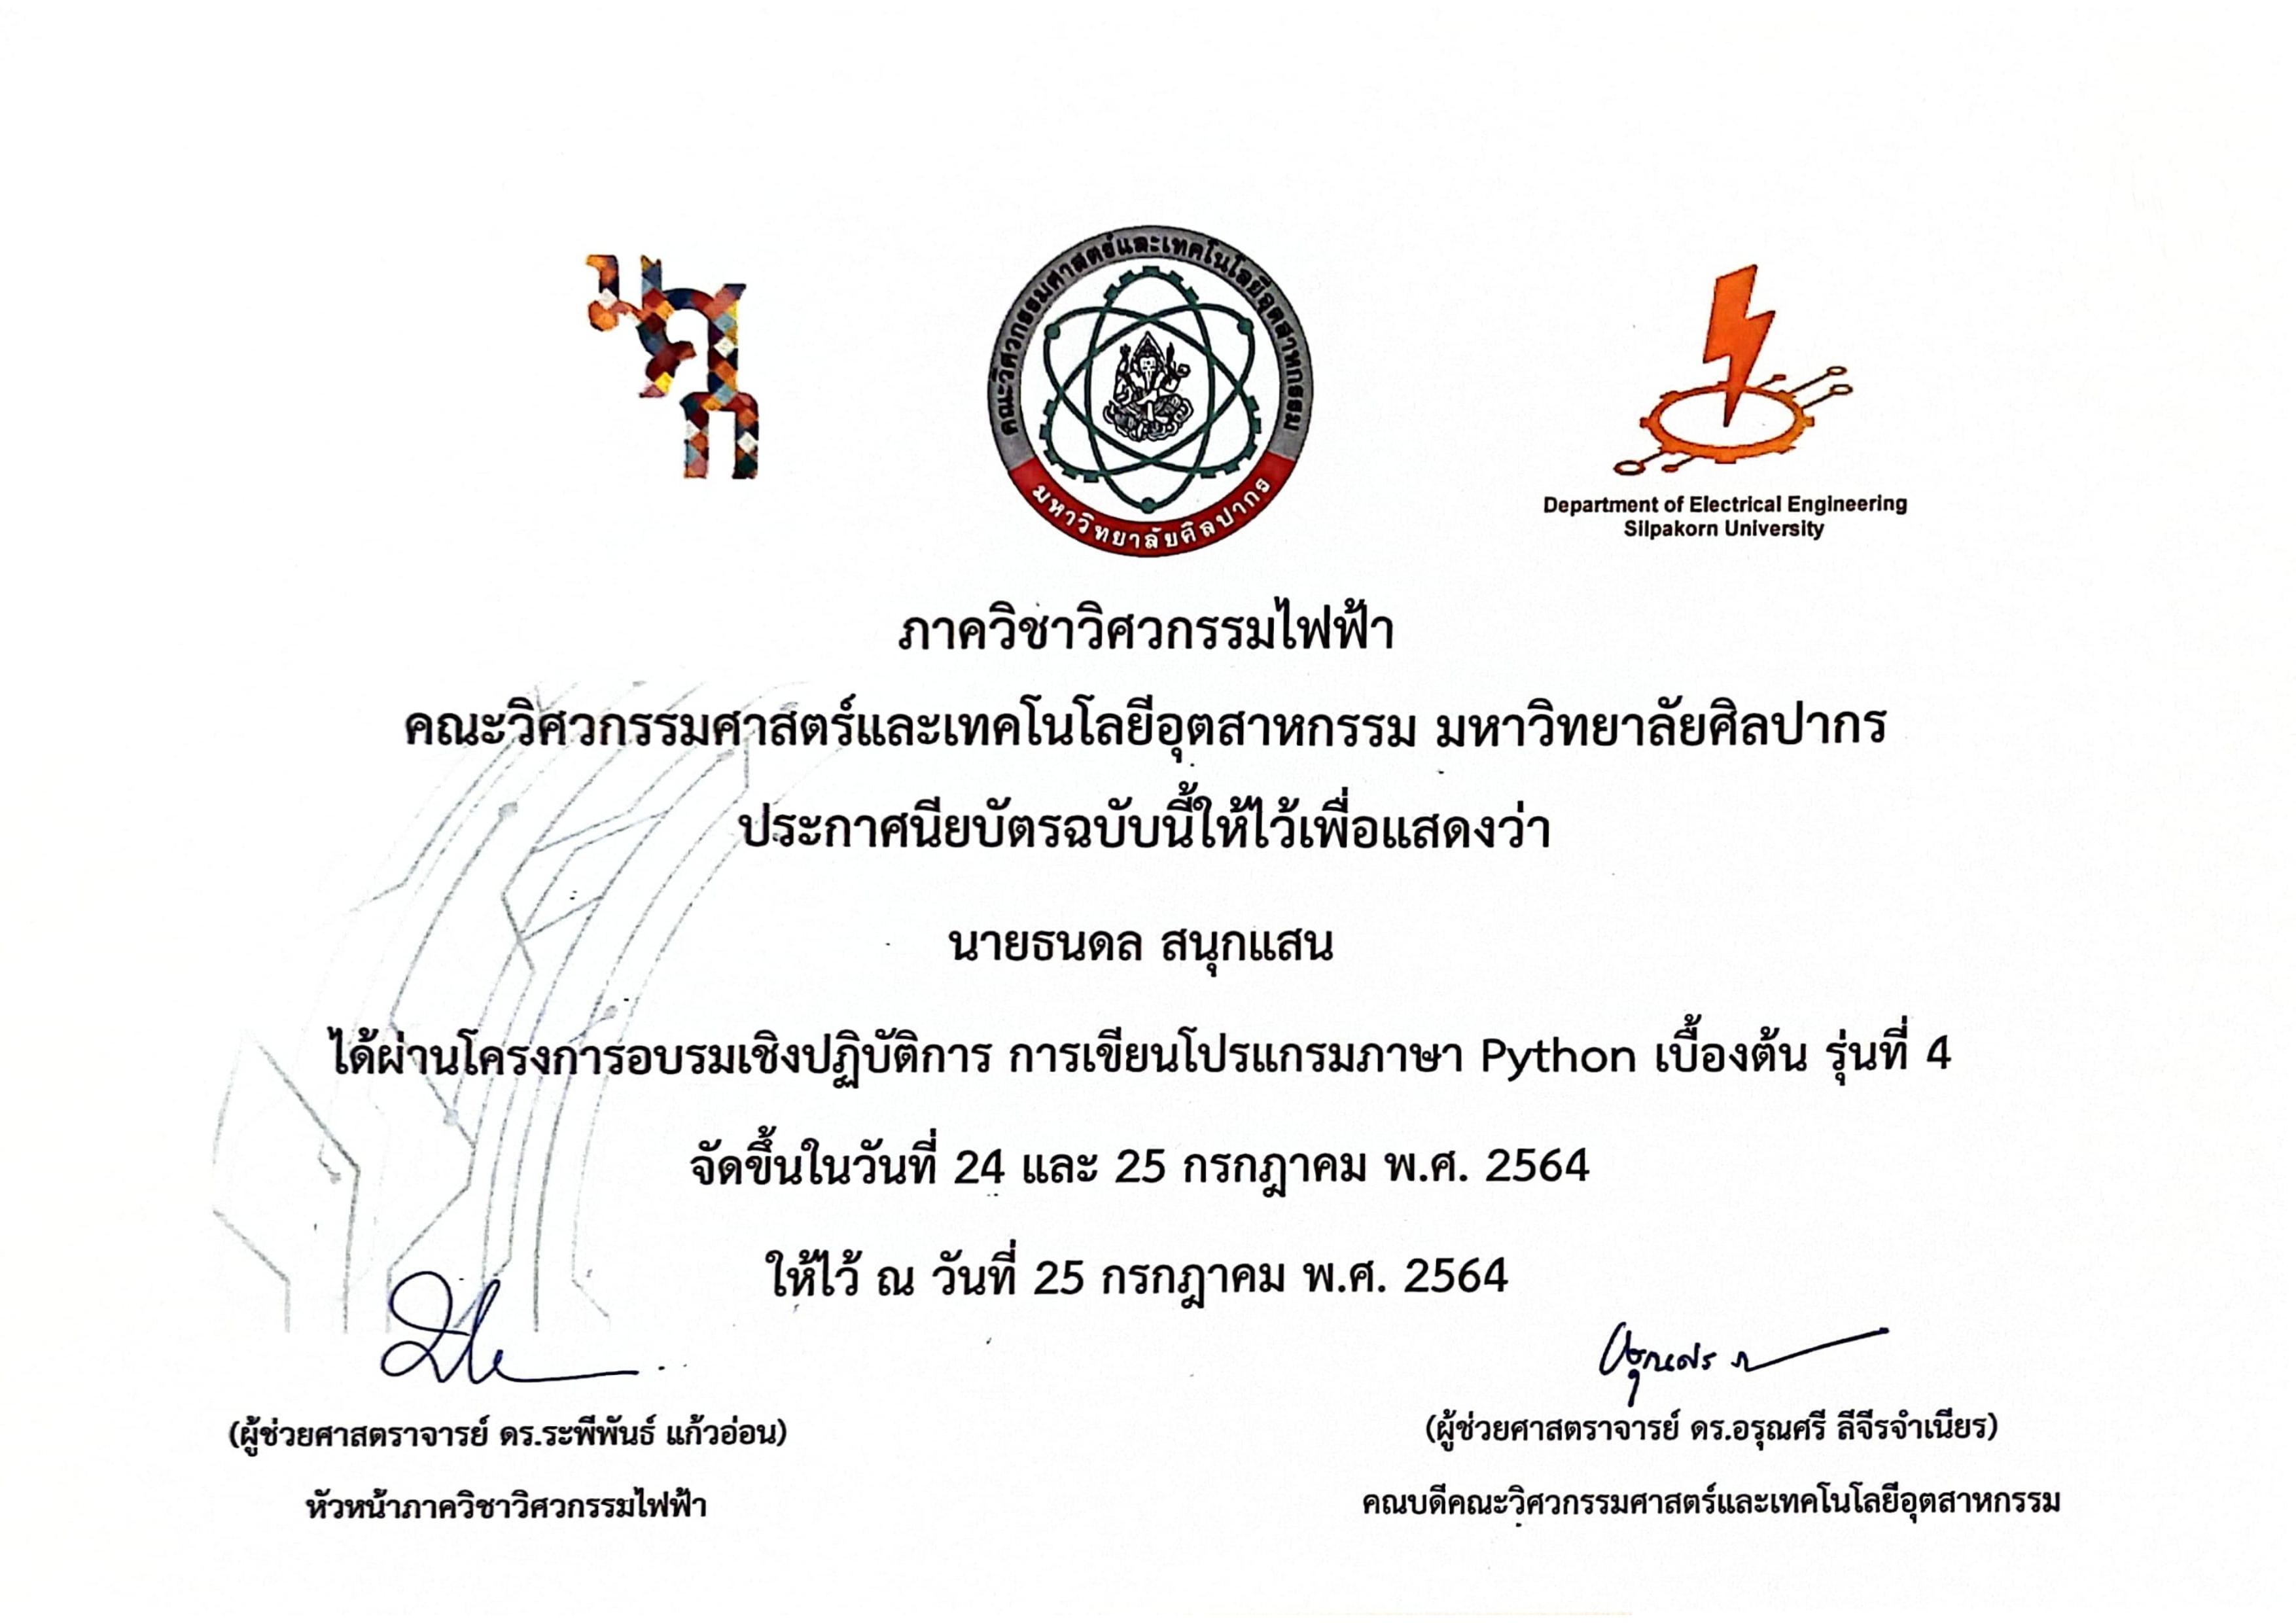 มศก
คณะวิศวกรรมศาสตร์และเทคโนโลยีอุตสาหกรรม
มหาวิทยาลัยศิลปากร
Department of Electrical Engineering
Silpakorn University
ภาควิชาวิศวกรรมไฟฟ้า
คณะวิศวกรรมศาสตร์และเทคโนโลยีอุตสาหกรรม มหาวิทยาลัยศิลปากร
ประกาศนียบัตรฉบับนี้ให้ไว้เพื่อแสดงว่า
นายธนดล สนุกแสน
ได้ผ่านโครงการอบรมเชิงปฏิบัติการ การเขียนโปรแกรมภาษา Python เบื้องต้น รุ่นที่ 4
จัดขึ้นในวันที่ 24 และ 25 กรกฎาคม พ.ศ. 2564
ให้ไว้ ณ วันที่ 25 กรกฎาคม พ.ศ. 2564
(ผู้ช่วยศาสตราจารย์ ดร.ระพีพันธ์ แก้วอ่อน)
หัวหน้าภาควิชาวิศวกรรมไฟฟ้า
(ผู้ช่วยศาสตราจารย์ ดร.อรุณศรี ลีจีรจำเนียร)
คณบดีคณะวิศวกรรมศาสตร์และเทคโนโลยีอุตสาหกรรม